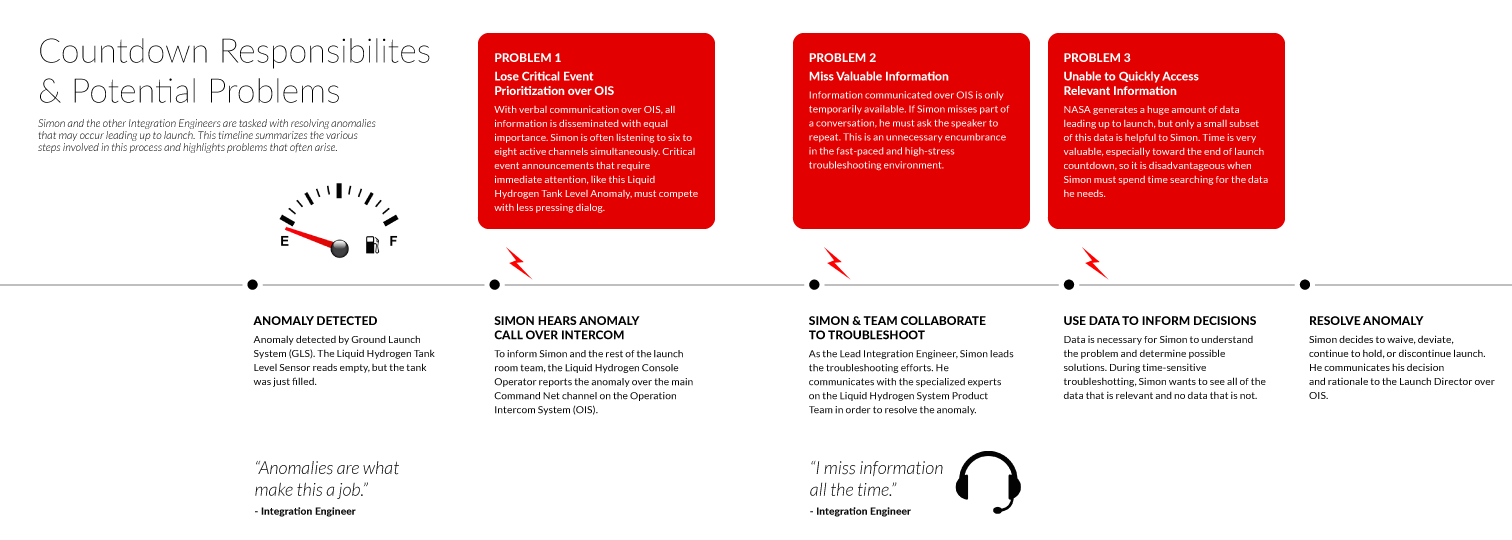 Countdown Responsibilites
& Potential Problems
Simon and the other Integration Engineers are tasked with resolving anomalies
that may occur leading up to launch. This timeline summarizes the various
steps involved in this process and highlights problems that often arise.
E
F
PROBLEM 1
Lose Critical Event
Prioritization over OIS
With verbal communication over OIS, all
information is disseminated with equal
importance. Simon is often listening to six to
eight active channels simultaneously. Critical
event announcements that require
immediate attention, like this Liquid
Hydrogen Tank Level Anomaly, must compete
with less pressing dialog.
PROBLEM 2
Miss Valuable Information
Information communicated over OIS is only
temporarily available. If Simon misses part of
a conversation, he must ask the speaker to
repeat. This is an unnecessary encumbrance
in the fast-paced and high-stress
troubleshooting environment.
PROBLEM 3
Unable to Quickly Access
Relevant Information
NASA generates a huge amount of data
leading up to launch, but only a small subset
of this data is helpful to Simon. Time is very
valuable, especially toward the end of launch
countdown, so it is disadvantageous when
Simon must spend time searching for the data
he needs.
ANOMALY DETECTED
Anomaly detected by Ground Launch
System (GLS). The Liquid Hydrogen Tank
Level Sensor reads empty, but the tank
was just filled.
SIMON HEARS ANOMALY
CALL OVER INTERCOM
To inform Simon and the rest of the launch
room team, the Liquid Hydrogen Console
Operator reports the anomaly over the main
Command Net channel on the Operation
Intercom System (OIS).
SIMON & TEAM COLLABORATE
TO TROUBLESHOOT
As the Lead Integration Engineer, Simon leads
the troubleshooting efforts. He
communicates with the specialized experts
on the Liquid Hydrogen System Product
Team in order to resolve the anomaly.
USE DATA TO INFORM DECISIONS
Data is necessary for Simon to understand
the problem and determine possible
solutions. During time-sensitive
troubleshotting, Simon wants to see all of the
data that is relevant and no data that is not.
RESOLVE ANOMALY
Simon decides to waive, deviate,
continue to hold, or discontinue launch.
He communicates his decision
and rationale to the Launch Director over
OIS.
“Anomalies are what
make this a job.”
- Integration Engineer
“I miss information
all the time.”
- Integration Engineer